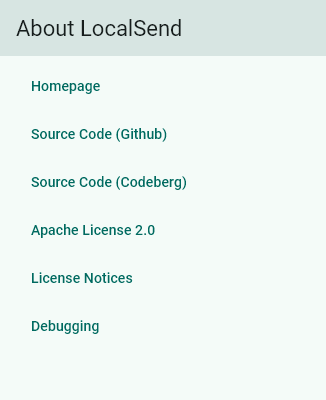 About LocalSend
Homepage
Source Code (Github)
Source Code (Codeberg)
Apache License 2.0
License Notices
Debugging